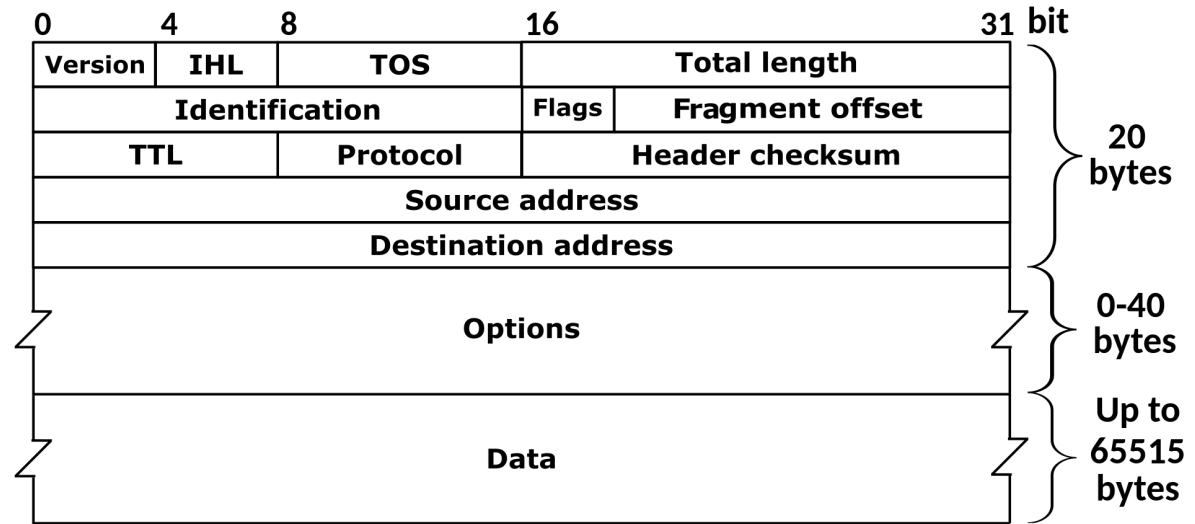 0 4 8 16 31 bit
Version IHL TOS Total length
Identification Flags Fragment offset
TTL Protocol Header checksum
Source address
Destination address
20
bytes
Options
0-40
bytes
Data
Up to
65515
bytes